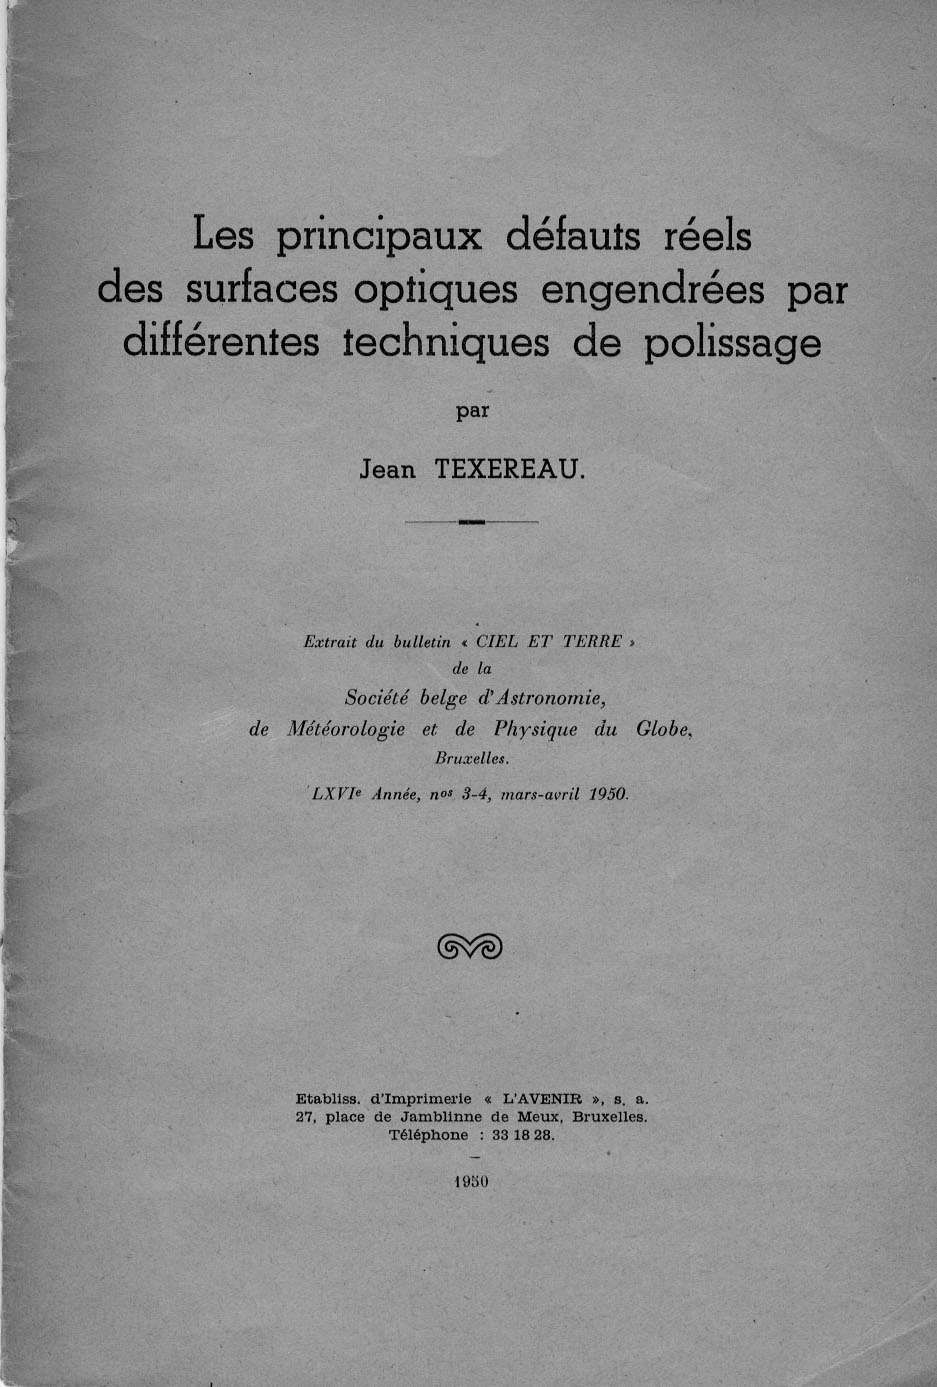 Les principaux défauts réels
des surfaces optiques engendrées par
différentes techniques de polissage
par
Jean TEXEREAU.
Extrait du bulletin « CIEL ET TERRE »
de la
Société belge d'Astronomie,
de Météorologie et de Physique du Globe,
Bruxelles.
LXVIe Année, nos 3-4, mars-avril 1950.
Etabliss. d'Imprimerie « L'AVENIR », s. a.
27, place de Jamblinne de Meux, Bruxelles.
Téléphone : 33 18 28.
1950